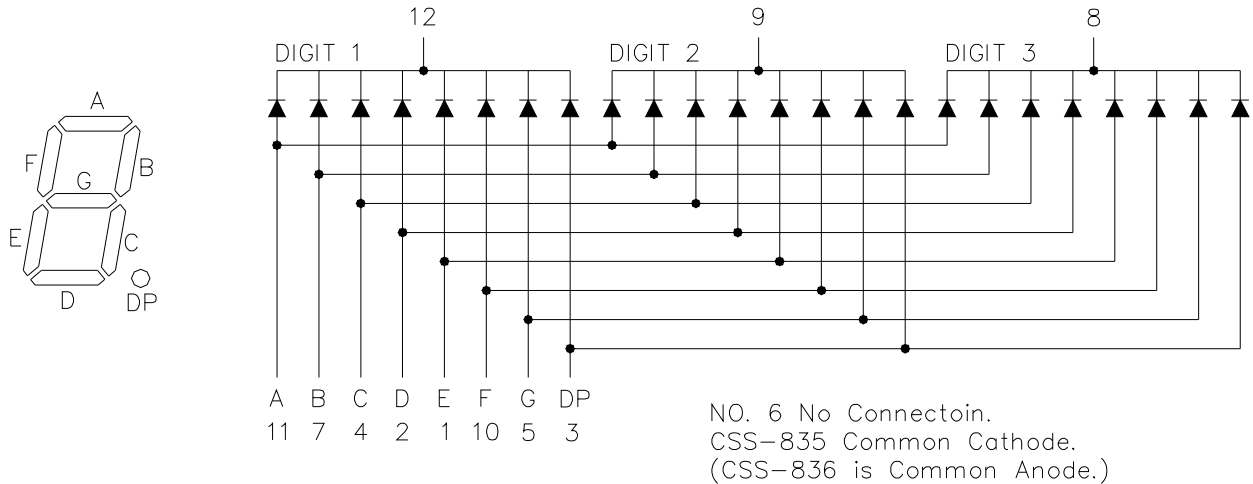 12 9 8
DIGIT 1 DIGIT 2 DIGIT 3
A
F
B
G
E
C
D
DP
A B C D E F G DP
11 7 4 2 1 10 5 3
NO. 6 No Connectoin.
CSS-835 Common Cathode.
(CSS-836 is Common Anode.)